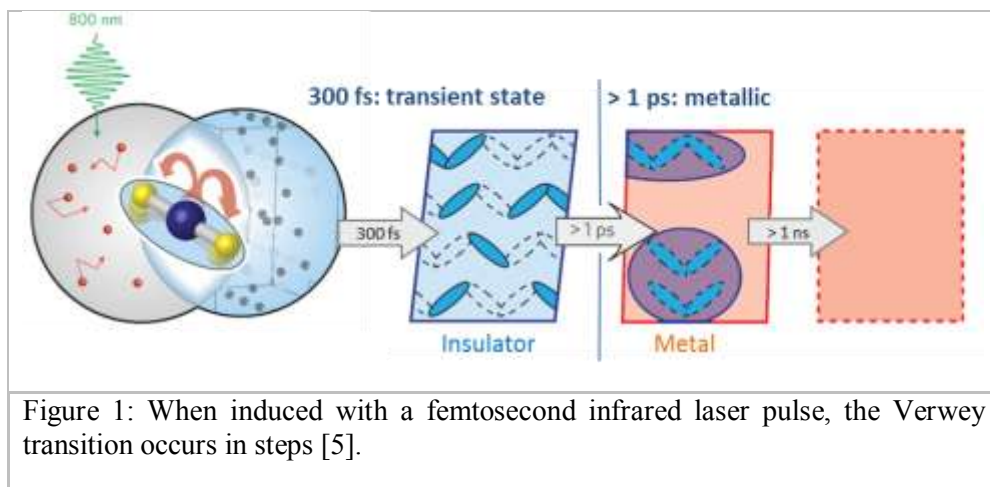 800 nm
300 fs: transient state
> 1 ps: metallic
300 fs
> 1 ps
> 1 ns
Insulator
Metal
Figure 1: When induced with a femtosecond infrared laser pulse, the Verwey
transition occurs in steps [5].